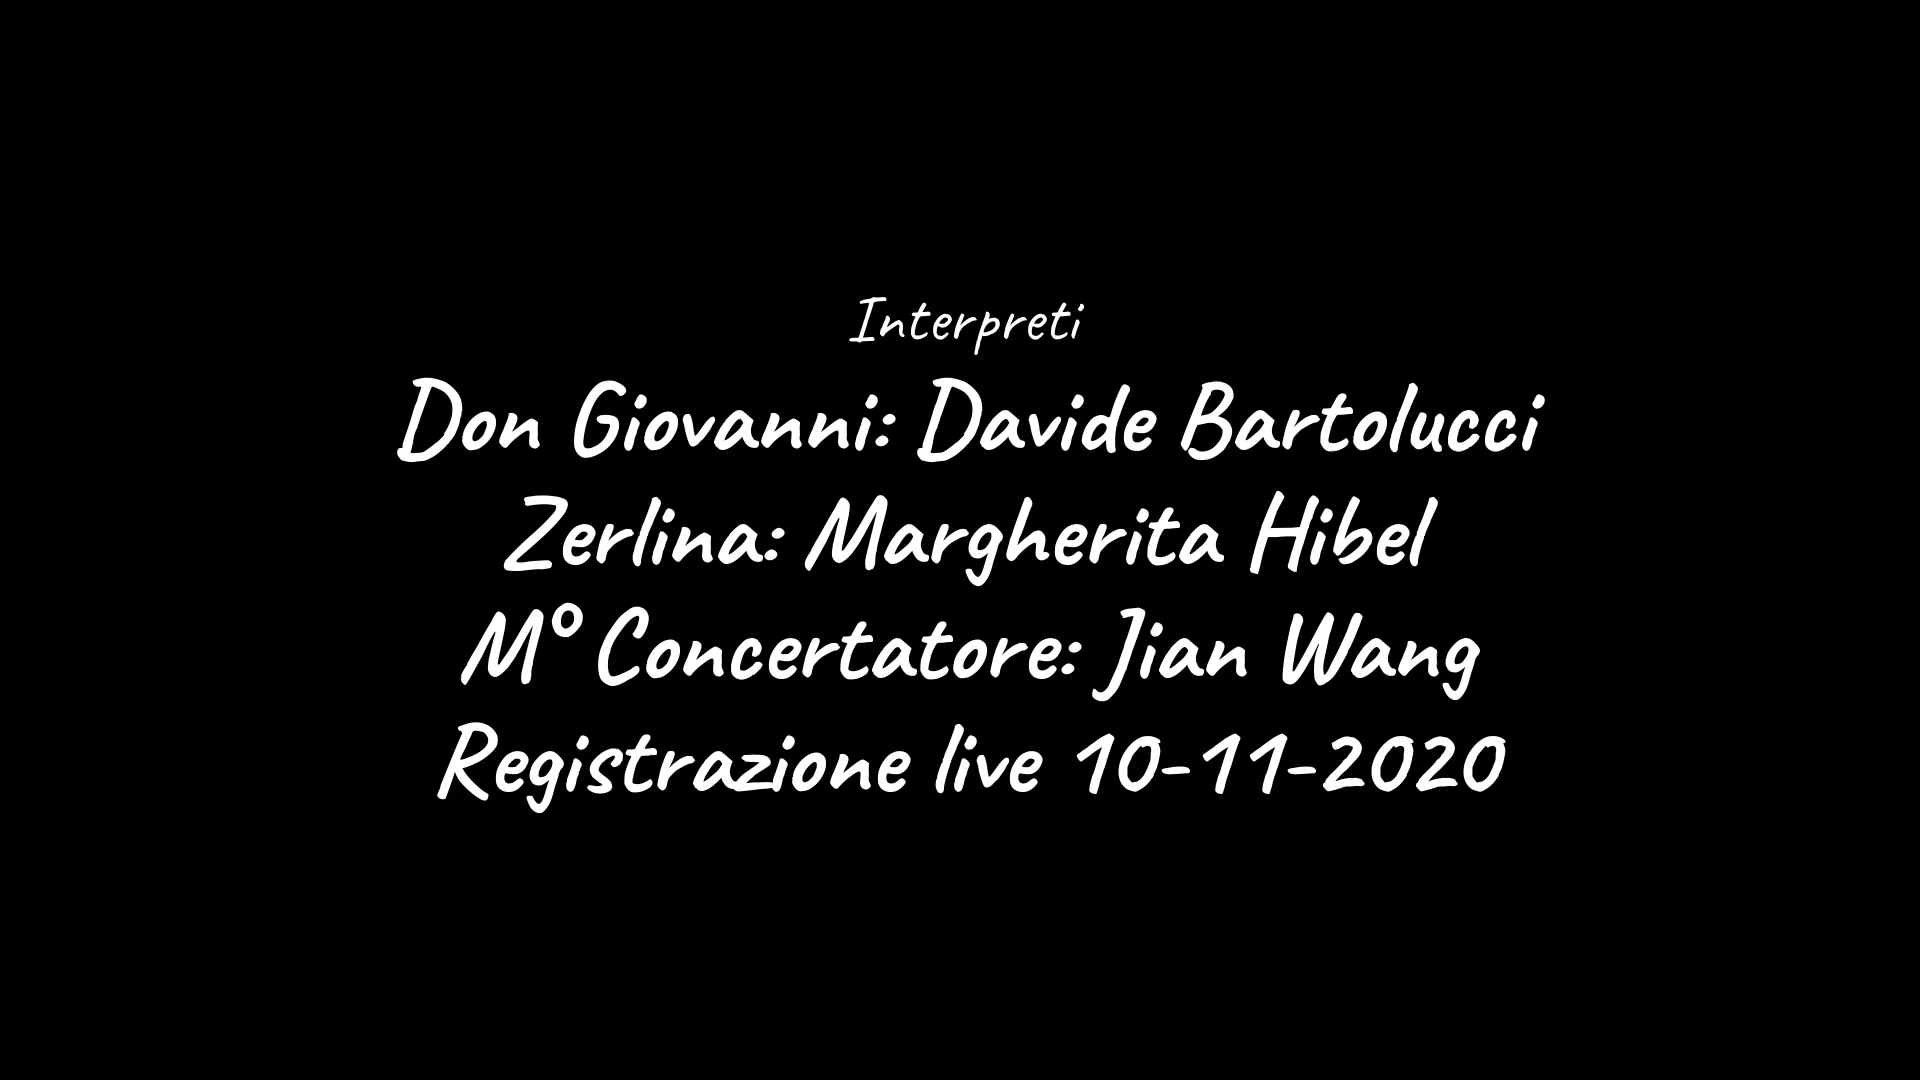 Interpreti
Don Giovanni: Davide Bartolucci
Zerlina: Margherita Hibel
M° Concertatore: Jian Wang
Registrazione live 10-11-2020